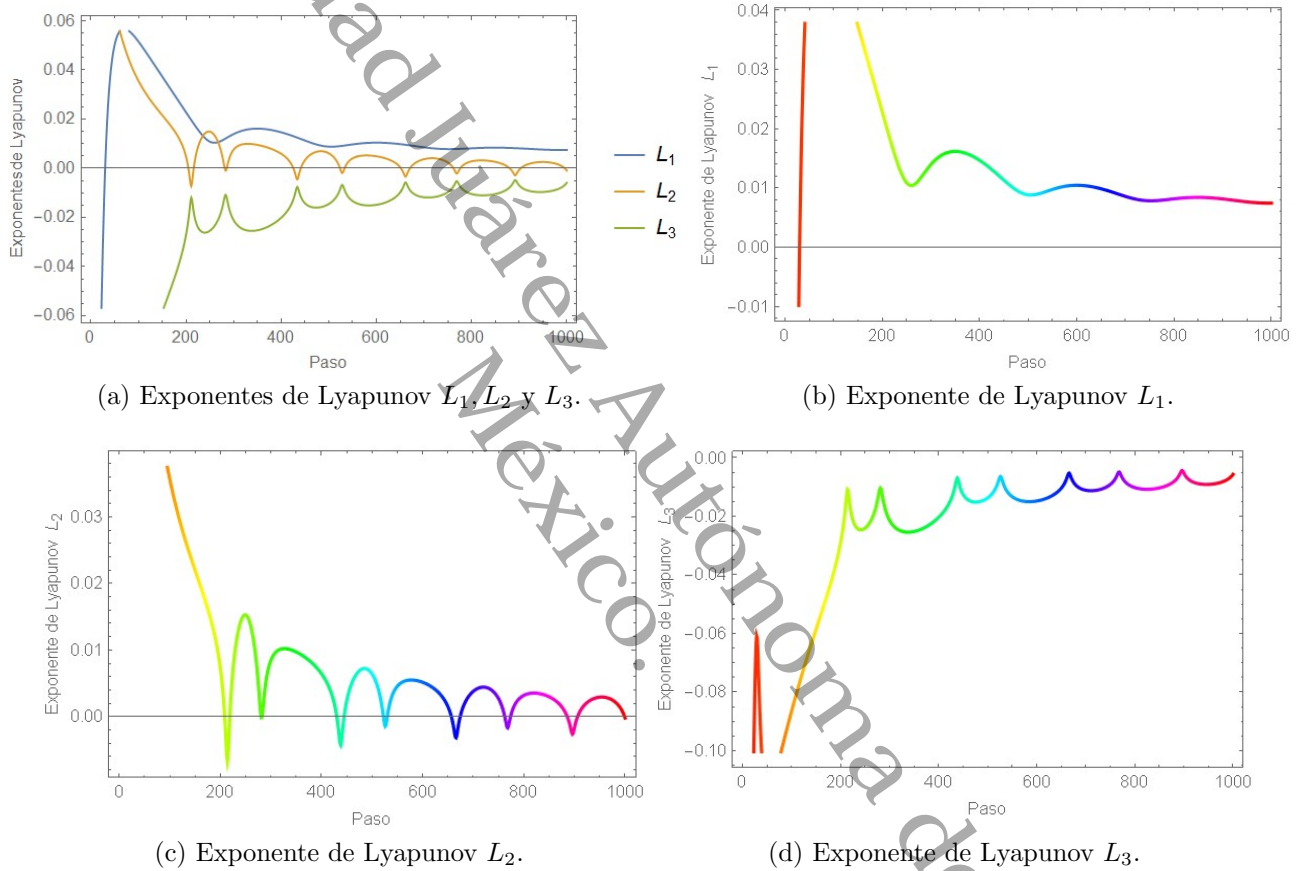 0.06
0.04
0.02
0.00
−0.02
−0.04
−0.06
Exponentes de Lyapunov
0 200 400 600 800 1000
Paso
L1
L2
L3
(a) Exponentes de Lyapunov L1, L2 y L3.
0.04
0.03
0.02
0.01
0.00
−0.01
Exponente de Lyapunov L1
0 200 400 600 800 1000
Paso
(b) Exponente de Lyapunov L1.
0.03
0.02
0.01
0.00
Exponente de Lyapunov L2
0 200 400 600 800 1000
Paso
(c) Exponente de Lyapunov L2.
0.00
−0.02
−0.04
−0.06
−0.08
−0.10
Exponente de Lyapunov L3
0 200 400 600 800 1000
Paso
(d) Exponente de Lyapunov L3.
Juárez Autónoma
México.